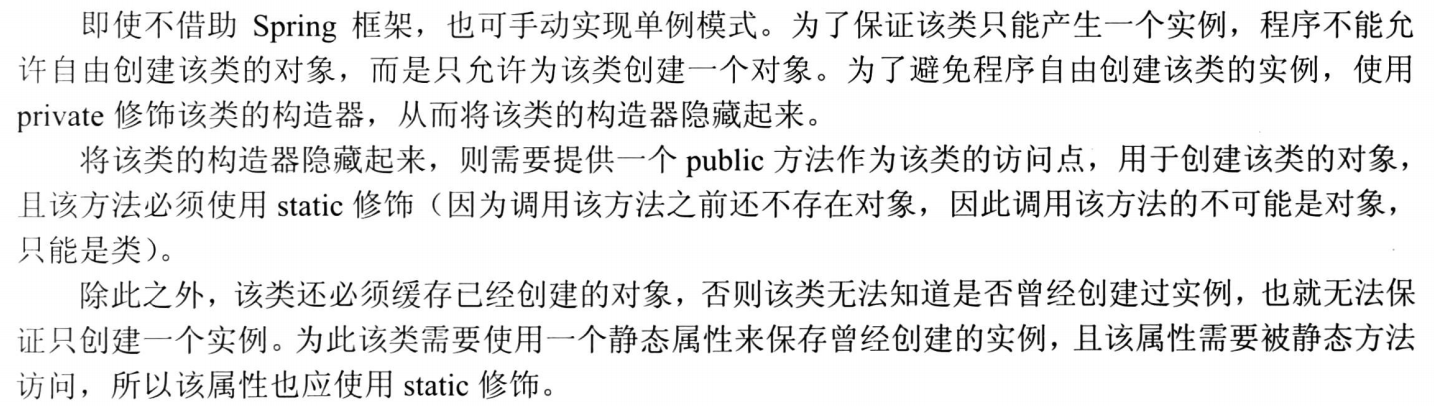 即使不借助 Spring 框架，也可手动实现单例模式。为了保证该类只能产生一个实例，程序不能允
许自由创建该类的对象，而是只允许为该类创建一个对象。为了避免程序自由创建该类的实例，使用
private 修饰该类的构造器，从而将该类的构造器隐藏起来。
将该类的构造器隐藏起来，则需要提供一个 public 方法作为该类的访问点，用于创建该类的对象，
且该方法必须使用 static 修饰（因为调用该方法之前还不存在对象，因此调用该方法的不可能是对象，
只能是类）。
除此之外，该类还必须缓存已经创建的对象，否则该类无法知道是否曾经创建过实例，也就无法保
证只创建一个实例。为此该类需要使用一个静态属性来保存曾经创建的实例，且该属性需要被静态方法
访问，所以该属性也应使用 static 修饰。